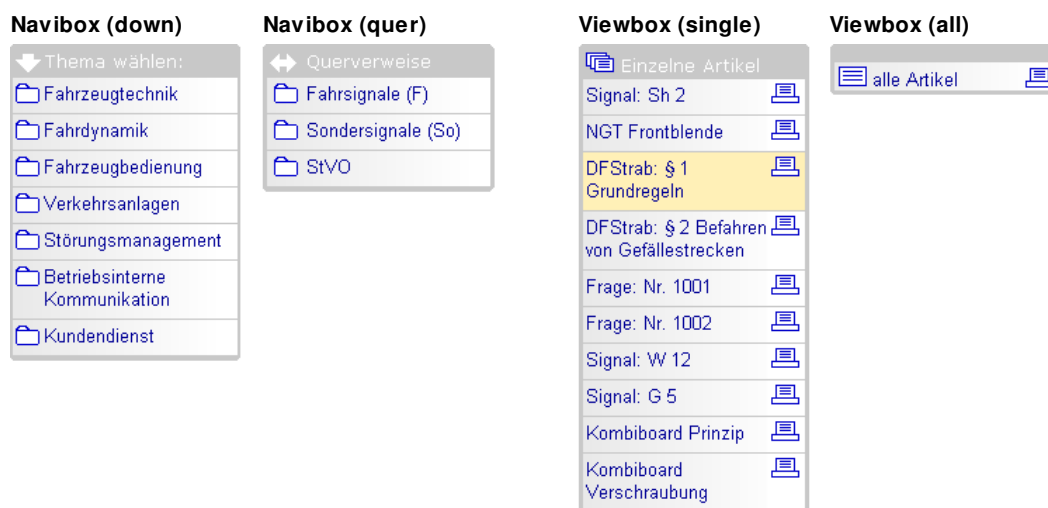 Navibox (down)
Thema wählen:
Fahrzeugtechnik
Fahrdynamik
Fahrzeugbedienung
Verkehrsanlagen
Störungsmanagement
Betriebsinterne
Kommunikation
Kundendienst
Navibox (quer)
Querverweise
Fahrsignale (F)
Sondersignale (So)
StVO
Viewbox (single)
Einzelne Artikel
Signal: Sh 2
NGT Frontblende
DFStrab: § 1
Grundregeln
DFStrab: § 2 Befahren
von Gefällestrecken
Frage: Nr. 1001
Frage: Nr. 1002
Signal: W 12
Signal: G 5
Kombiboard Prinzip
Kombiboard
Verschraubung
Viewbox (all)
alle Artikel